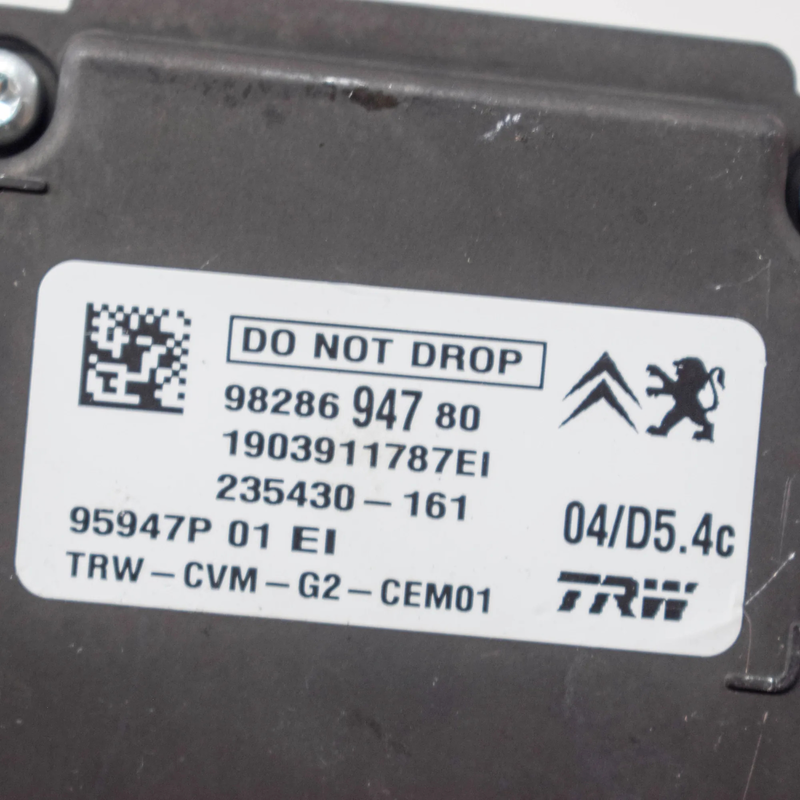 DO NOT DROP
98286 947 80
1903911787EI
235430-161
95947P 01 EI
04/D5.4c
TRW-CVM-G2-CEM01
TRW